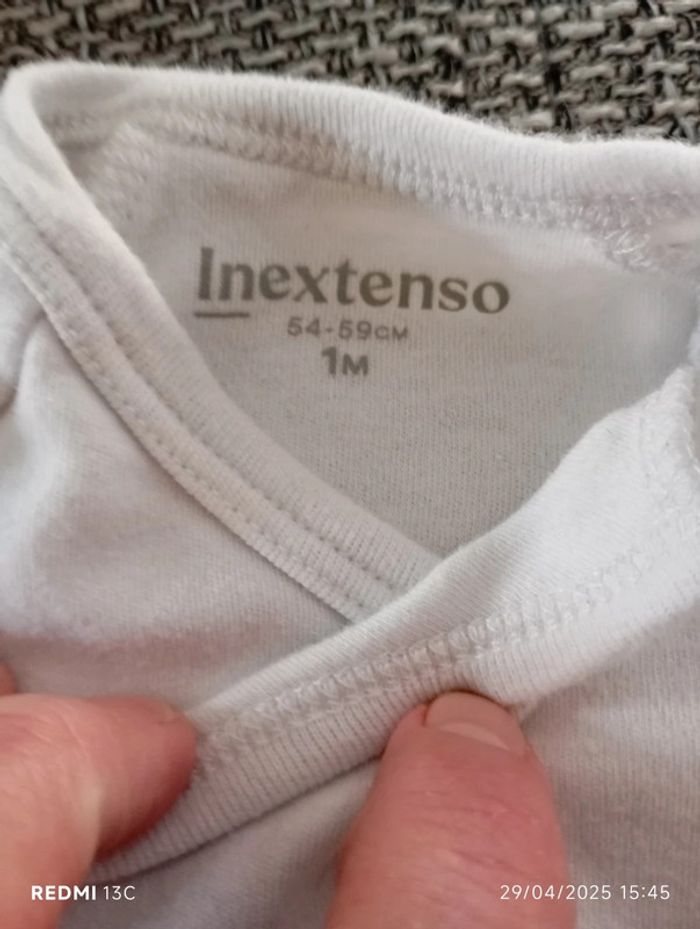 Inextenso
54-59CM
1M
REDMI 13C
29/04/2025 15:45